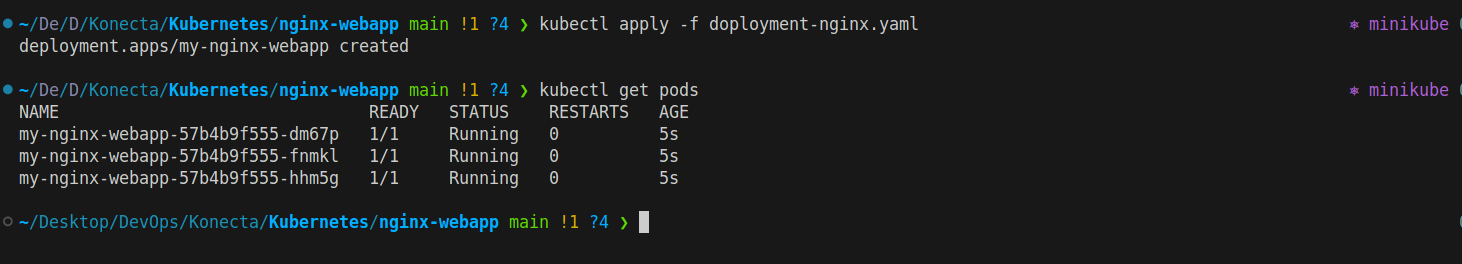 ~/De/D/Konecta/Kubernetes/nginx-webapp main !1 ?4 ❯ kubectl apply -f doployment-nginx.yaml ⎈ minikube
deployment.apps/my-nginx-webapp created
~/De/D/Konecta/Kubernetes/nginx-webapp main !1 ?4 ❯ kubectl get pods ⎈ minikube
NAME READY STATUS RESTARTS AGE
my-nginx-webapp-57b4b9f555-dm67p 1/1 Running 0 5s
my-nginx-webapp-57b4b9f555-fnmkl 1/1 Running 0 5s
my-nginx-webapp-57b4b9f555-hhm5g 1/1 Running 0 5s
~/Desktop/DevOps/Konecta/Kubernetes/nginx-webapp main !1 ?4 ❯